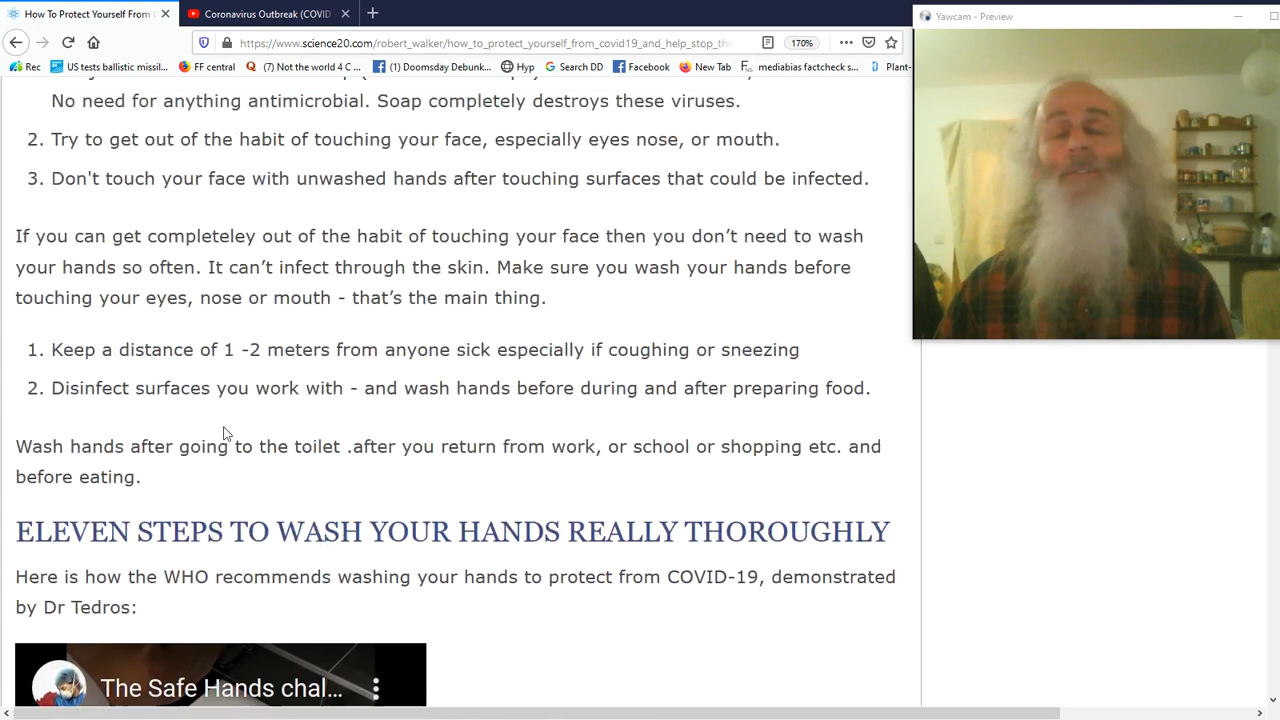 How To Protect Yourself From
Coronavirus Outbreak (COVID
Yawcam - Preview
https://www.science20.com/robert_walker/how_to_protect_yourself_from_covid19_and_help_stop_the
170%
Rec
US tests ballistic missil...
FF central
(7) Not the world 4 C ...
(1) Doomsday Debunk...
Hyp
Search DD
Facebook
New Tab
mediabias factcheck s...
Plant-
No need for anything antimicrobial. Soap completely destroys these viruses.
2. Try to get out of the habit of touching your face, especially eyes nose, or mouth.
3. Don't touch your face with unwashed hands after touching surfaces that could be infected.
If you can get completeley out of the habit of touching your face then you don’t need to wash
your hands so often. It can’t infect through the skin. Make sure you wash your hands before
touching your eyes, nose or mouth - that’s the main thing.
1. Keep a distance of 1 -2 meters from anyone sick especially if coughing or sneezing
2. Disinfect surfaces you work with - and wash hands before during and after preparing food.
Wash hands after going to the toilet .after you return from work, or school or shopping etc. and
before eating.
ELEVEN STEPS TO WASH YOUR HANDS REALLY THOROUGHLY
Here is how the WHO recommends washing your hands to protect from COVID-19, demonstrated
by Dr Tedros:
The Safe Hands chal...